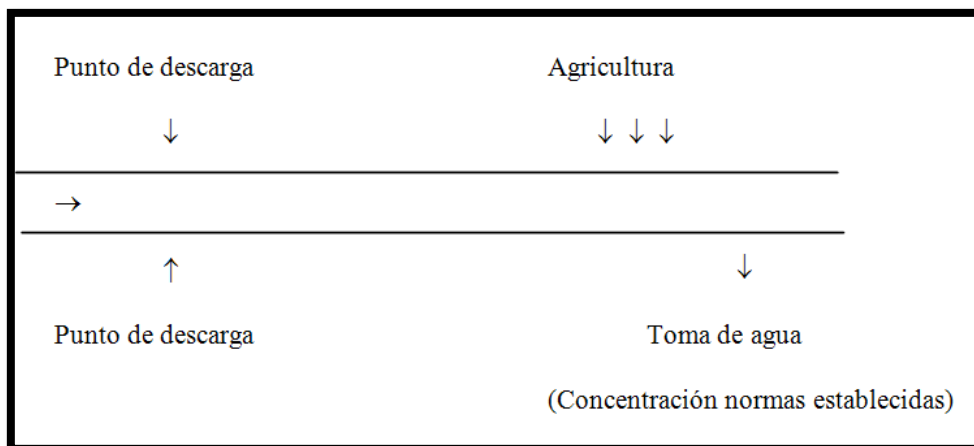 Punto de descarga Agricultura
↓ ↓ ↓ ↓
→
↑ ↓
Punto de descarga Toma de agua
(Concentración normas establecidas)